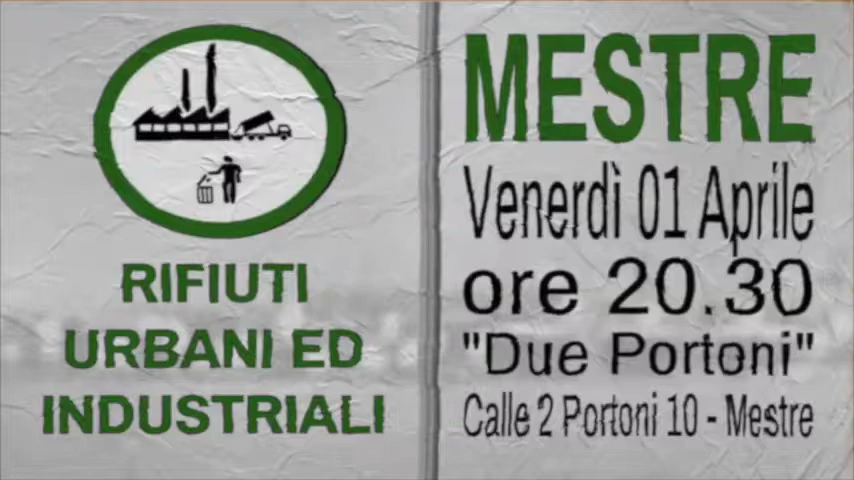 RIFIUTI
URBANI ED
INDUSTRIALI
MESTRE
Venerdì 01 Aprile
ore 20.30
"Due Portoni"
Calle 2 Portoni 10 - Mestre